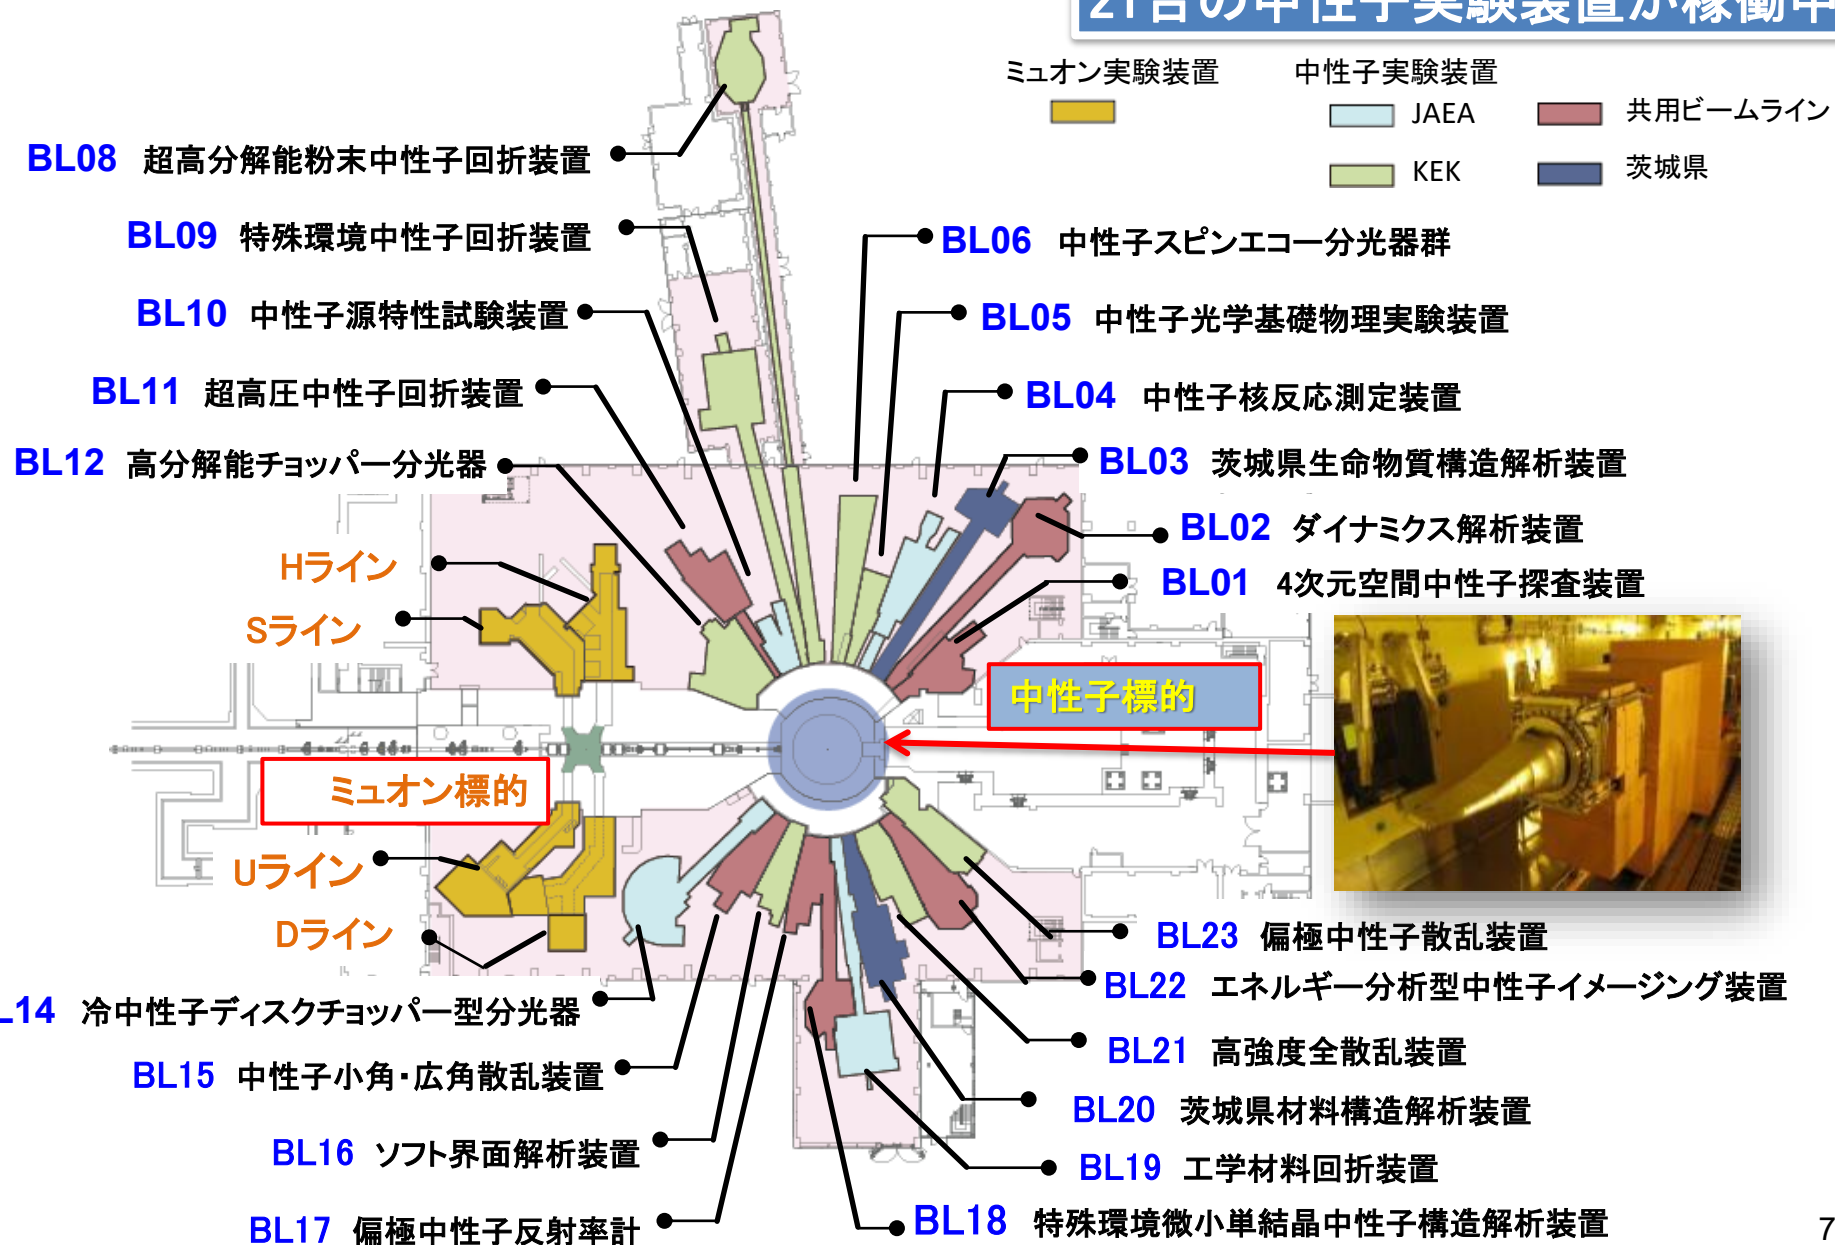 21台の中性子実験装置が稼働中
ミュオン実験装置
中性子実験装置
JAEA
共用ビームライン
KEK
茨城県
BL08 超高分解能粉末中性子回折装置
BL09 特殊環境中性子回折装置
BL10 中性子源特性試験装置
BL11 超高圧中性子回折装置
BL12 高分解能チョッパー分光器
BL06 中性子スピンエコー分光器群
BL05 中性子光学基礎物理実験装置
BL04 中性子核反応測定装置
BL03 茨城県生命物質構造解析装置
BL02 ダイナミクス解析装置
BL01 4次元空間中性子探査装置
Hライン
Sライン
中性子標的
ミュオン標的
Uライン
Dライン
L14 冷中性子ディスクチョッパー型分光器
BL15 中性子小角・広角散乱装置
BL16 ソフト界面解析装置
BL17 偏極中性子反射率計
BL23 偏極中性子散乱装置
BL22 エネルギー分析型中性子イメージング装置
BL21 高強度全散乱装置
BL20 茨城県材料構造解析装置
BL19 工学材料回折装置
BL18 特殊環境微小単結晶中性子構造解析装置
7